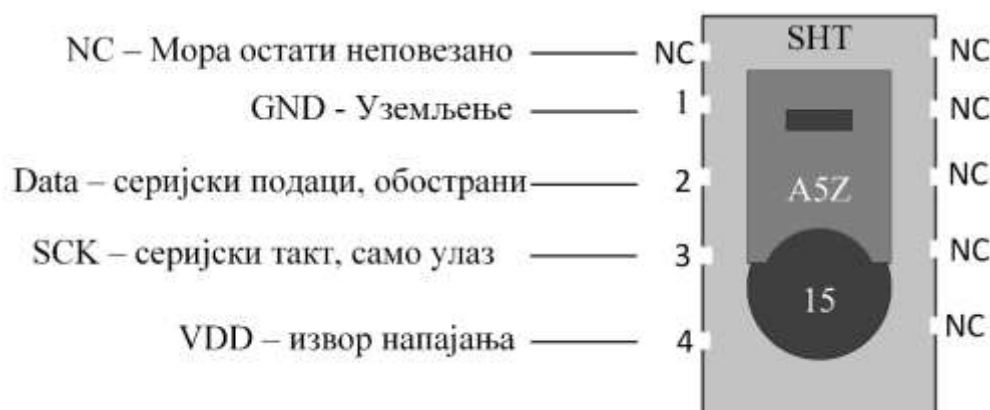 NC – Мора остати неповезано NC SHT NC
GND - Уземљење 1 NC
Data – серијски подаци, обострани 2 A5Z NC
SCK – серијски такт, само улаз 3 NC
15
VDD – извор напајања 4 NC